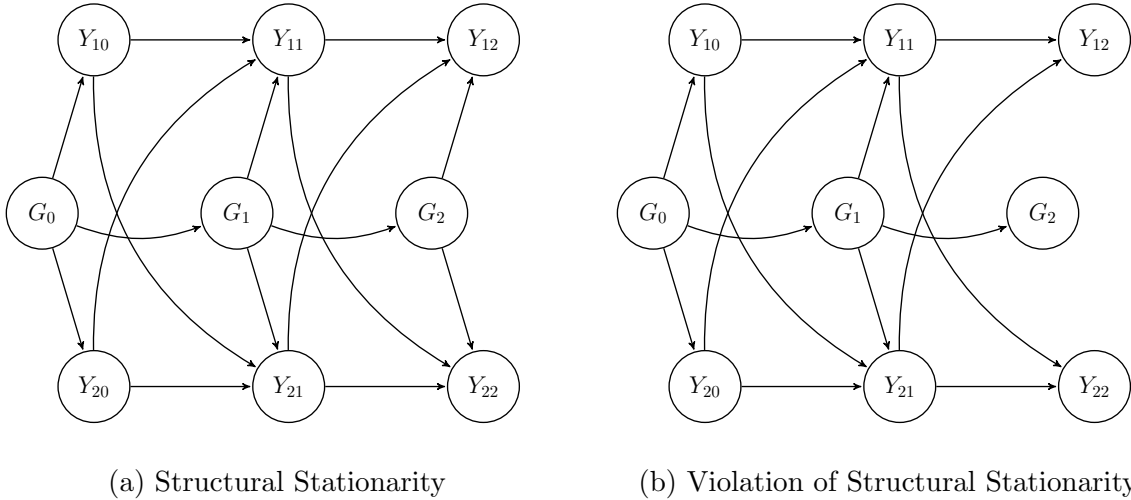 Y10 Y11 Y12 Y10 Y11 Y12
G0 G1 G2 G0 G1 G2
Y20 Y21 Y22 Y20 Y21 Y22
(a) Structural Stationarity (b) Violation of Structural Stationarity